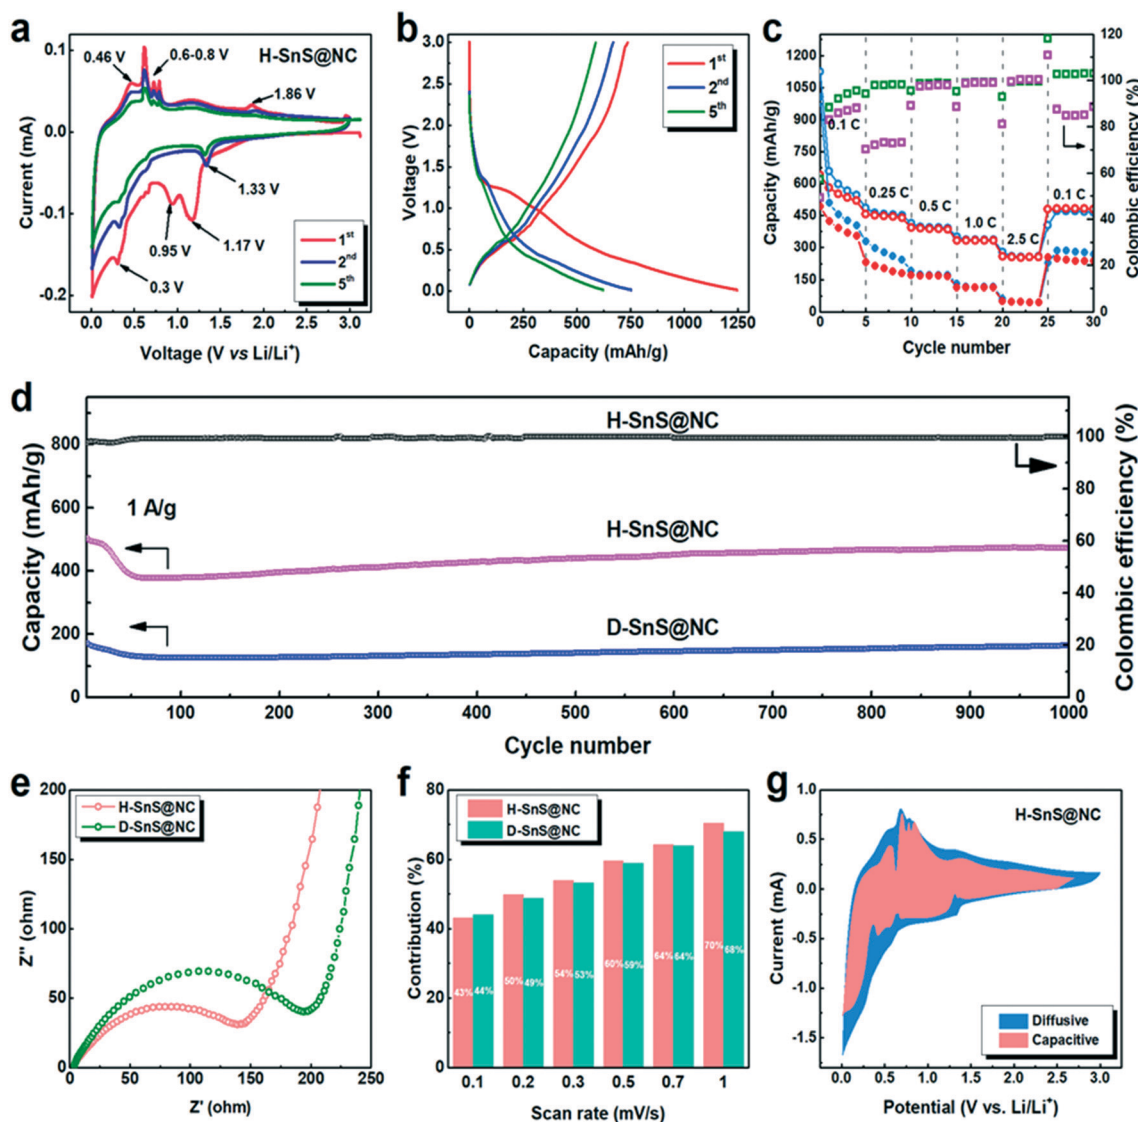 a
H-SnS@NC
0.46 V
0.6-0.8 V
1.86 V
1.33 V
1.17 V
0.95 V
0.3 V
1st
2nd
5th
Current (mA)
0.1
0.0
-0.1
-0.2
0.0 0.5 1.0 1.5 2.0 2.5 3.0
Voltage (V vs Li/Li+)
b
1st
2nd
5th
Voltage (V)
3.0
2.4
1.8
1.2
0.6
0.0
0 250 500 750 1000 1250
Capacity (mAh/g)
c
Capacity (mAh/g)
1200
1050
900
750
600
450
300
150
0
0.1 C
0.25 C
0.5 C
1.0 C
2.5 C
0.1 C
120
100
80
60
40
20
0
Colombic efficiency (%)
0 5 10 15 20 25 30
Cycle number
d
H-SnS@NC
1 A/g
H-SnS@NC
D-SnS@NC
Capacity (mAh/g)
800
600
400
200
0
100
80
60
40
20
0
Colombic efficiency (%)
100 200 300 400 500 600 700 800 900 1000
Cycle number
e
H-SnS@NC
D-SnS@NC
Z'' (ohm)
200
150
100
50
0
0 50 100 150 200 250
Z' (ohm)
f
H-SnS@NC
D-SnS@NC
Contribution (%)
80
60
40
20
0
43% 44% 50% 49% 54% 53% 60% 59% 64% 64% 70% 68%
0.1 0.2 0.3 0.5 0.7 1
Scan rate (mV/s)
g
H-SnS@NC
Diffusive
Capacitive
Current (mA)
1.0
0.5
0.0
-0.5
-1.0
-1.5
0.0 0.5 1.0 1.5 2.0 2.5 3.0
Potential (V vs. Li/Li+)